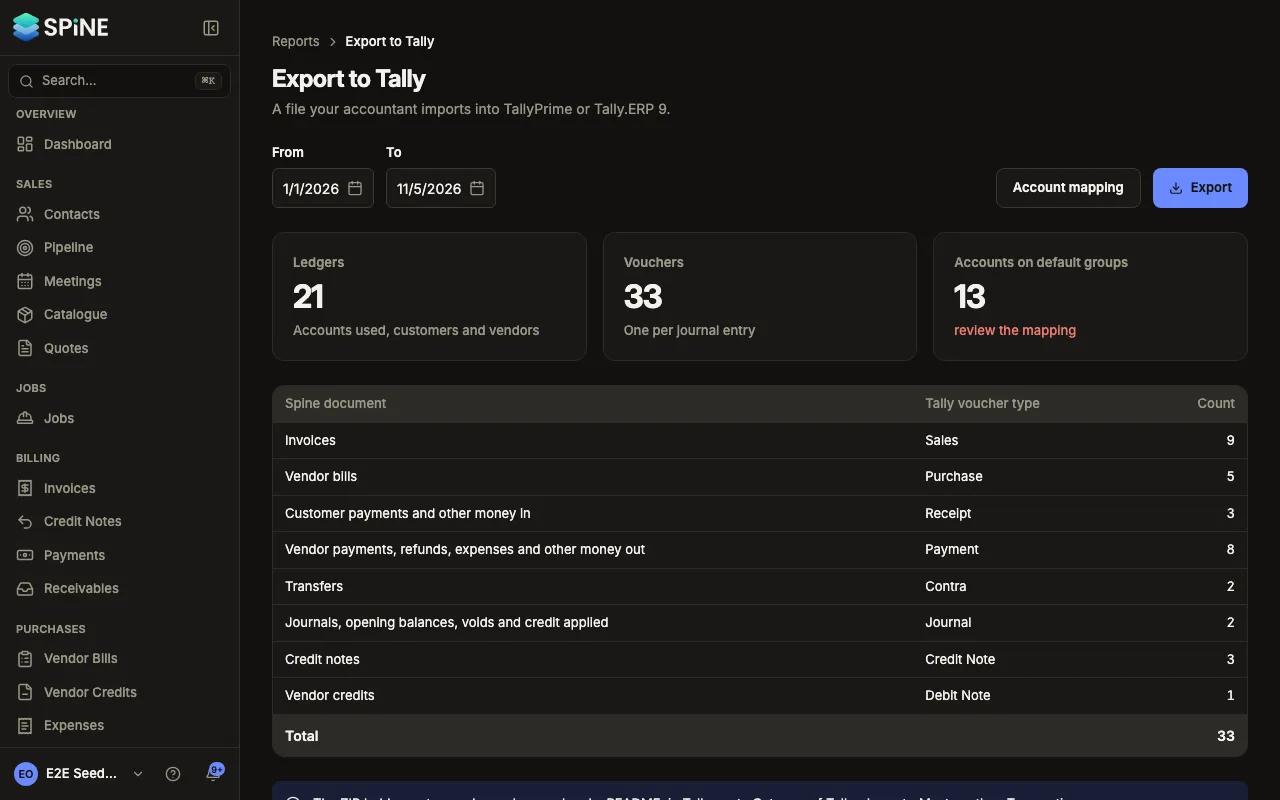 SPiNE
Search...
⌘K
OVERVIEW
Dashboard
SALES
Contacts
Pipeline
Meetings
Catalogue
Quotes
JOBS
Jobs
BILLING
Invoices
Credit Notes
Payments
Receivables
PURCHASES
Vendor Bills
Vendor Credits
Expenses
EO
E2E Seed...
9+
Reports > Export to Tally
Export to Tally
A file your accountant imports into TallyPrime or Tally.ERP 9.
From To
1/1/2026 11/5/2026
Account mapping
Export
Ledgers
21
Accounts used, customers and vendors
Vouchers
33
One per journal entry
Accounts on default groups
13
review the mapping
Spine document Tally voucher type Count
Invoices Sales 9
Vendor bills Purchase 5
Customer payments and other money in Receipt 3
Vendor payments, refunds, expenses and other money out Payment 8
Transfers Contra 2
Journals, opening balances, voids and credit applied Journal 2
Credit notes Credit Note 3
Vendor credits Debit Note 1
Total 33